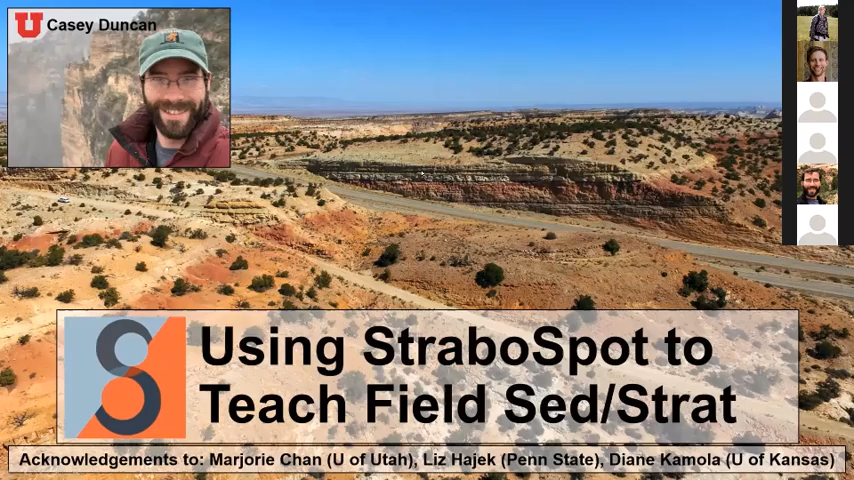 U Casey Duncan
Using StraboSpot to
Teach Field Sed/Strat
Acknowledgements to: Marjorie Chan (U of Utah), Liz Hajek (Penn State), Diane Kamola (U of Kansas)